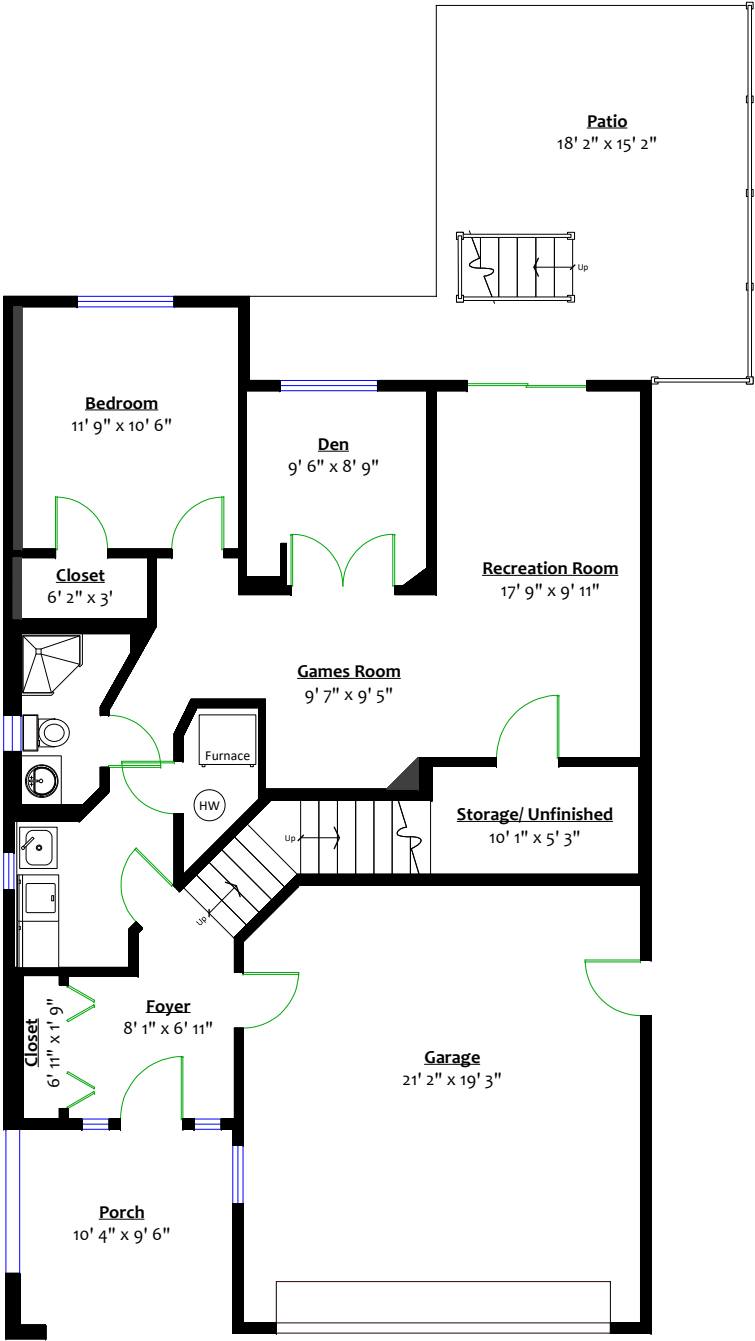 Patio
18' 2" x 15' 2"
Up
Bedroom
11' 9" x 10' 6"
Den
9' 6" x 8' 9"
Closet
6' 2" x 3'
Recreation Room
17' 9" x 9' 11"
Games Room
9' 7" x 9' 5"
Furnace
HW
Storage/ Unfinished
10' 1" x 5' 3"
Up
Up
Foyer
8' 1" x 6' 11"
Closet
6' 11" x 1' 9"
Garage
21' 2" x 19' 3"
Porch
10' 4" x 9' 6"